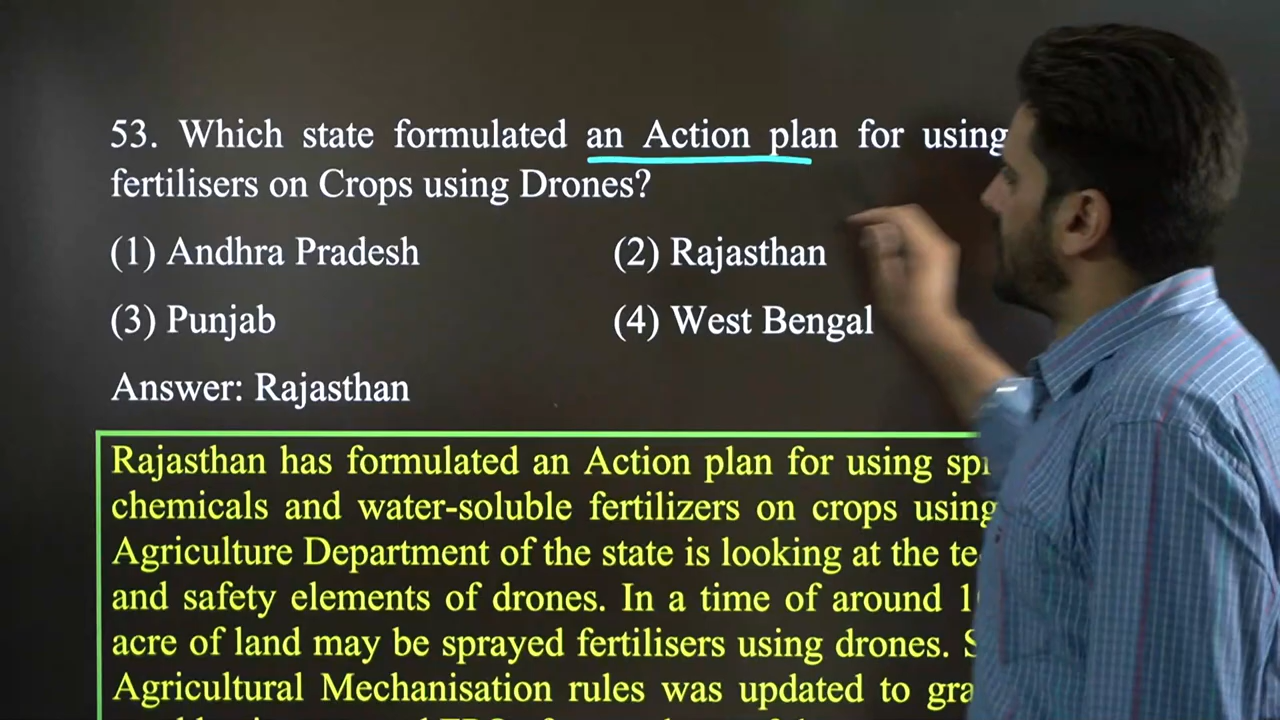 53. Which state formulated an Action plan for using
fertilisers on Crops using Drones?
(1) Andhra Pradesh
(2) Rajasthan
(3) Punjab
(4) West Bengal
Answer: Rajasthan
Rajasthan has formulated an Action plan for using
chemicals and water-soluble fertilizers on crops using
Agriculture Department of the state is looking at the
and safety elements of drones. In a time of around
acre of land may be sprayed fertilisers using drones.
Agricultural Mechanisation rules was updated to